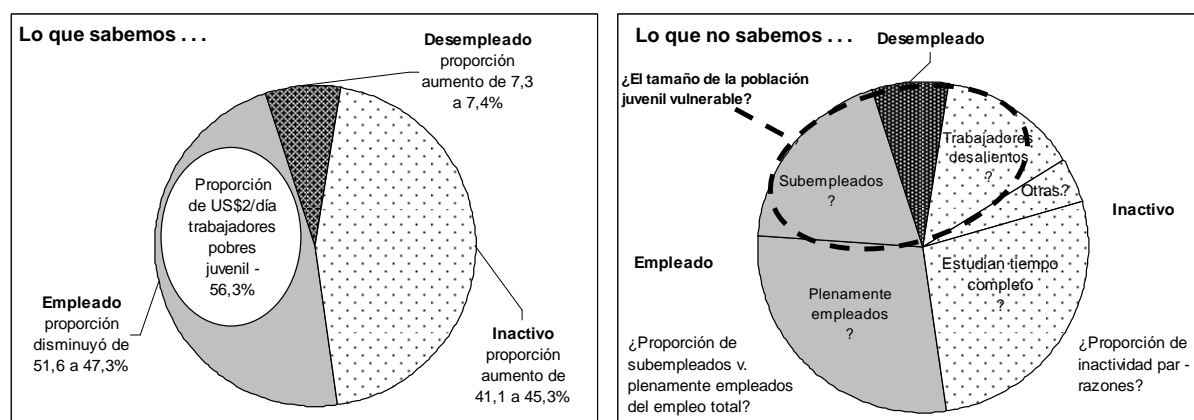 Lo que sabemos . . .
Desempleado
proporción
aumento de 7,3
a 7,4%
Proporción
de US$2/día
trabajadores
pobres
juvenil -
56,3%
Empleado
proporción
disminuyó de
51,6 a 47,3%
Inactivo
proporción
aumento de
41,1 a 45,3%
Lo que no sabemos . . .
Desempleado
¿El tamaño de la población
juvenil vulnerable?
Trabajadores
desalientos
?
Subempleados
?
Otras?
Inactivo
Empleado
Estudian tiempo
completo
?
Plenamente
empleados
?
¿Proporción de
subempleados v.
plenamente empleados
del empleo total?
¿Proporción de
inactividad par -
razones?